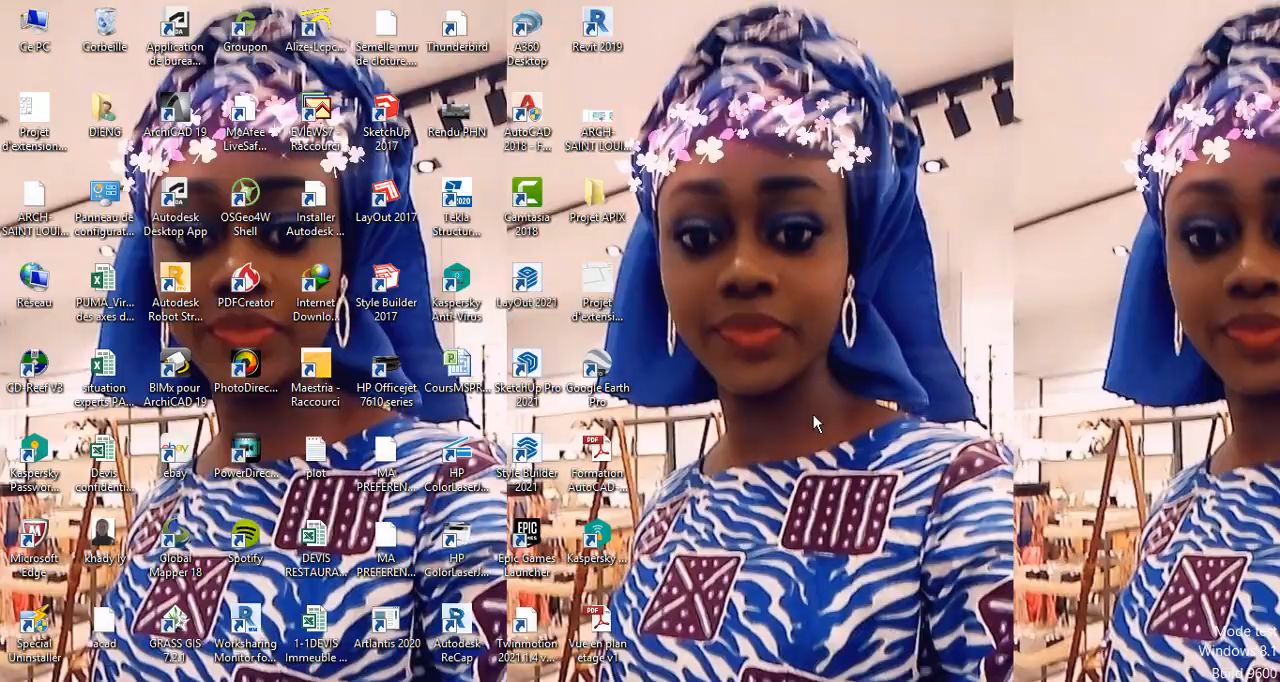 Ce PC
Corbeille
Application
de burea...
Groupon
Alize-Lcpc...
Semelle mur
de cloture....
Thunderbird
A360
Desktop
Revit 2019
Projet
d'extension...
DIENG
ArchiCAD 19
McAfee
LiveSaf...
EVIEWS7 -
Raccourci
SketchUp
2017
Rendu PHN
AutoCAD
2018 - F...
ARCH-
SAINT LOUI...
ARCH-
SAINT LOUI...
Panneau de
configurat...
Autodesk
Desktop App
OSGeo4W
Shell
Installer
Autodesk ...
LayOut 2017
Tekla
Structur...
Camtasia
2018
Projet APIX
Réseau
PUMA_Vir...
des axes d...
Autodesk
Robot Str...
PDFCreator
Internet
Downlo...
Style Builder
2017
Kaspersky
Anti-Virus
LayOut 2021
Projet
d'extensi...
CD-Reef V3
situation
experts PA...
BIMx pour
ArchiCAD 19
PhotoDirec...
Maestria -
Raccourci
HP Officejet
7610 series
CoursMSPR...
SketchUp Pro
2021
Google Earth
Pro
Kaspersky
Passwor...
Devis
confidenti...
ebay
PowerDirec...
plot
MA
PREFEREN...
HP
ColorLaserJ...
Style Builder
2021
Formation
AutoCAD-...
Microsoft
Edge
khady ly
Global
Mapper 18
Spotify
DEVIS
RESTAURA...
MA
PREFEREN...
HP
ColorLaserJ...
Epic Games
Launcher
Kaspersky ...
Special
Uninstaller
acad
GRASS GIS
7.2.1
Worksharing
Monitor fo...
1-1DEVIS
Immeuble ...
Artlantis 2020
Autodesk
ReCap
Twinmotion
2021.1.4 v...
Vue en plan
etage v1
Mode test
Windows 8.1
Build 9600